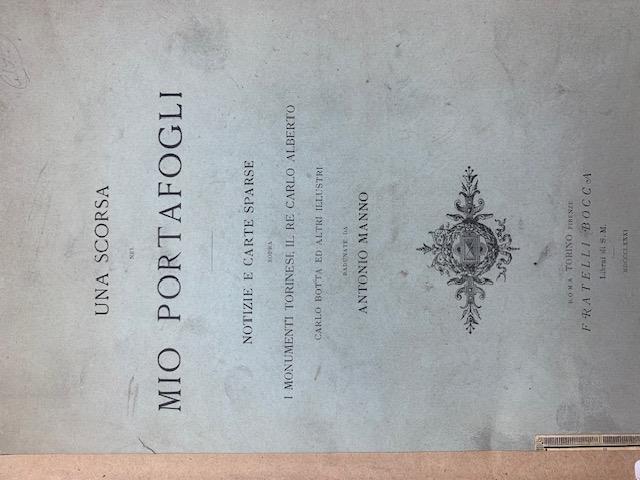 UNA SCORSA
NEL
MIO PORTAFOGLI
NOTIZIE E CARTE SPARSE
SOPRA
I MONUMENTI TORINESI, IL RE CARLO ALBERTO
CARLO BOTTA ED ALTRI ILLUSTRI
RADUNATE DA
ANTONIO MANNO
ROMA TORINO FIRENZE
FRATELLI BOCCA
Librai di S. M.